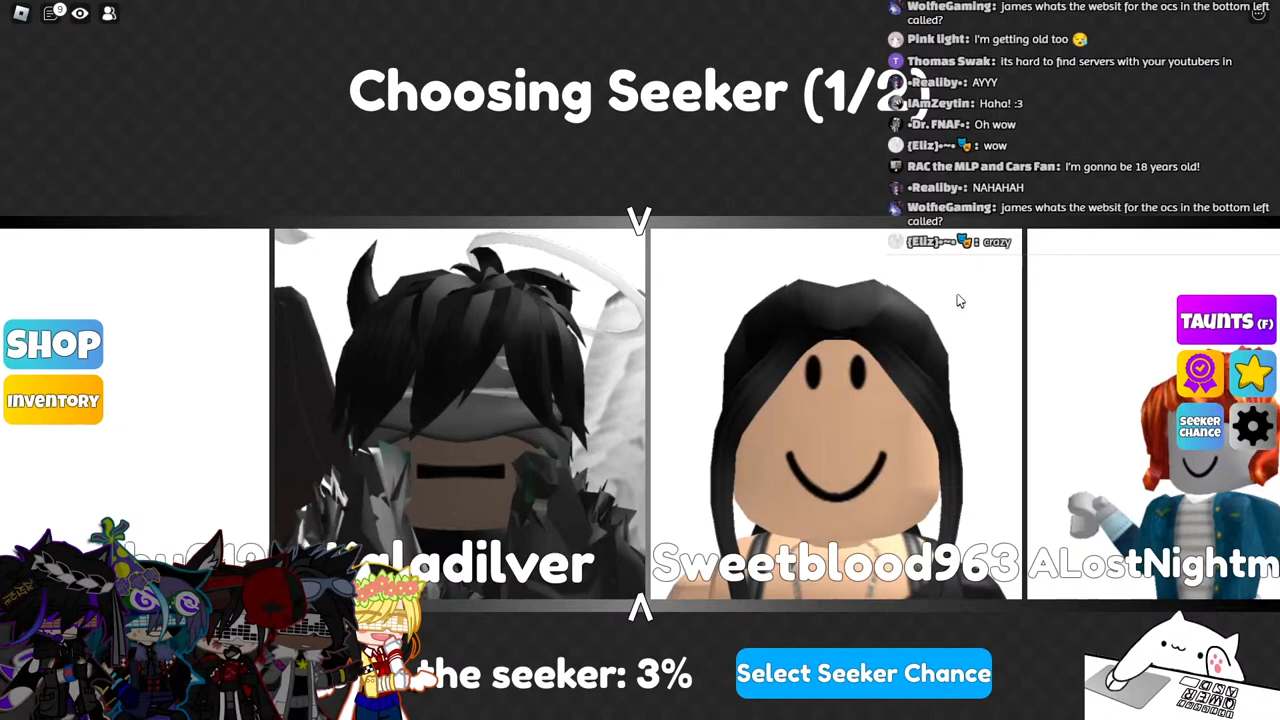 9
WolfieGaming: james whats the websit for the ocs in the bottom left
called?
Pink light: I'm getting old too 😪
T Thomas Swak: its hard to find servers with your youtubers in
•Realiby•: AYYY
IAmZeytin: Haha! :3
•Dr. FNAF•: Oh wow
{Eliz}•~• 🎭: wow
RAC the MLP and Cars Fan: I'm gonna be 18 years old!
•Realiby•: NAHAHAH
WolfieGaming: james whats the websit for the ocs in the bottom left
called?
{Eliz}•~• 🎭: crazy
Choosing Seeker (1/2)
SHOP
INVENTORY
TAUNTS (F)
SEEKER
CHANCE
adilver
Sweetblood963
ALostNightm
the seeker: 3%
Select Seeker Chance